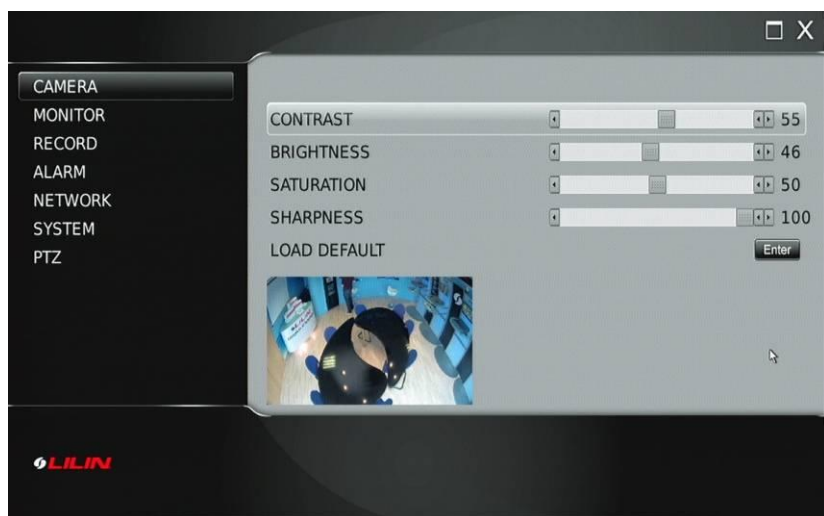 X
CAMERA
MONITOR
RECORD
ALARM
NETWORK
SYSTEM
PTZ
CONTRAST 55
BRIGHTNESS 46
SATURATION 50
SHARPNESS 100
LOAD DEFAULT Enter
LILIN